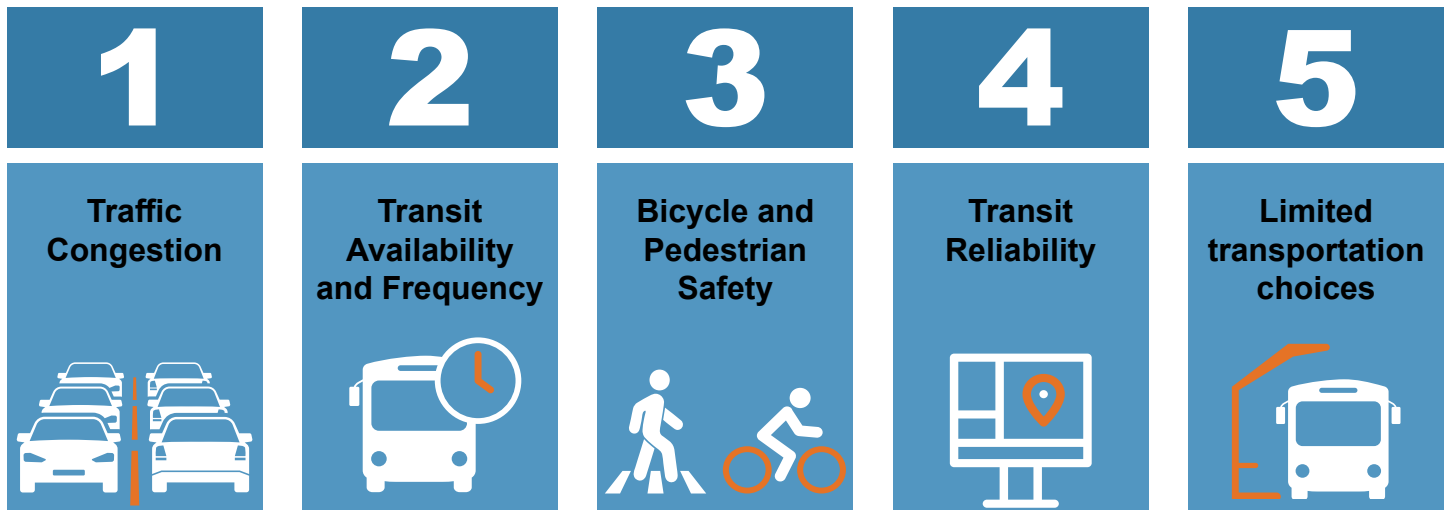 1
Traffic
Congestion
2
Transit
Availability
and Frequency
3
Bicycle and
Pedestrian
Safety
4
Transit
Reliability
5
Limited
transportation
choices